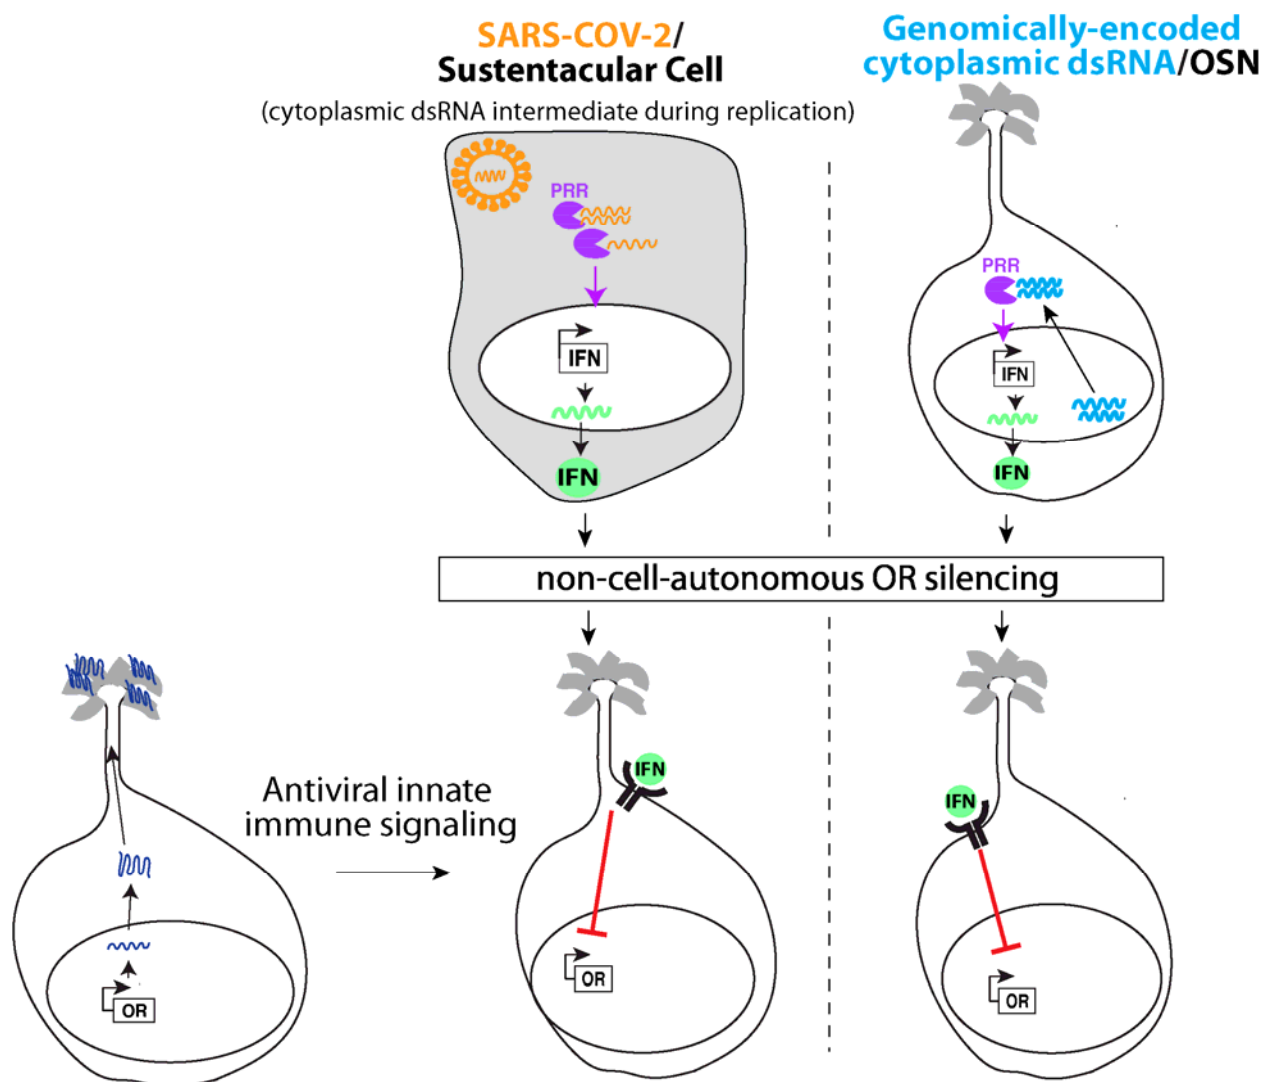 SARS-COV-2/
Sustentacular Cell
(cytoplasmic dsRNA intermediate during replication)
Genomically-encoded
cytoplasmic dsRNA/OSN
PRR
IFN
IFN
PRR
IFN
IFN
non-cell-autonomous OR silencing
Antiviral innate
immune signaling
OR
IFN
OR
IFN
OR